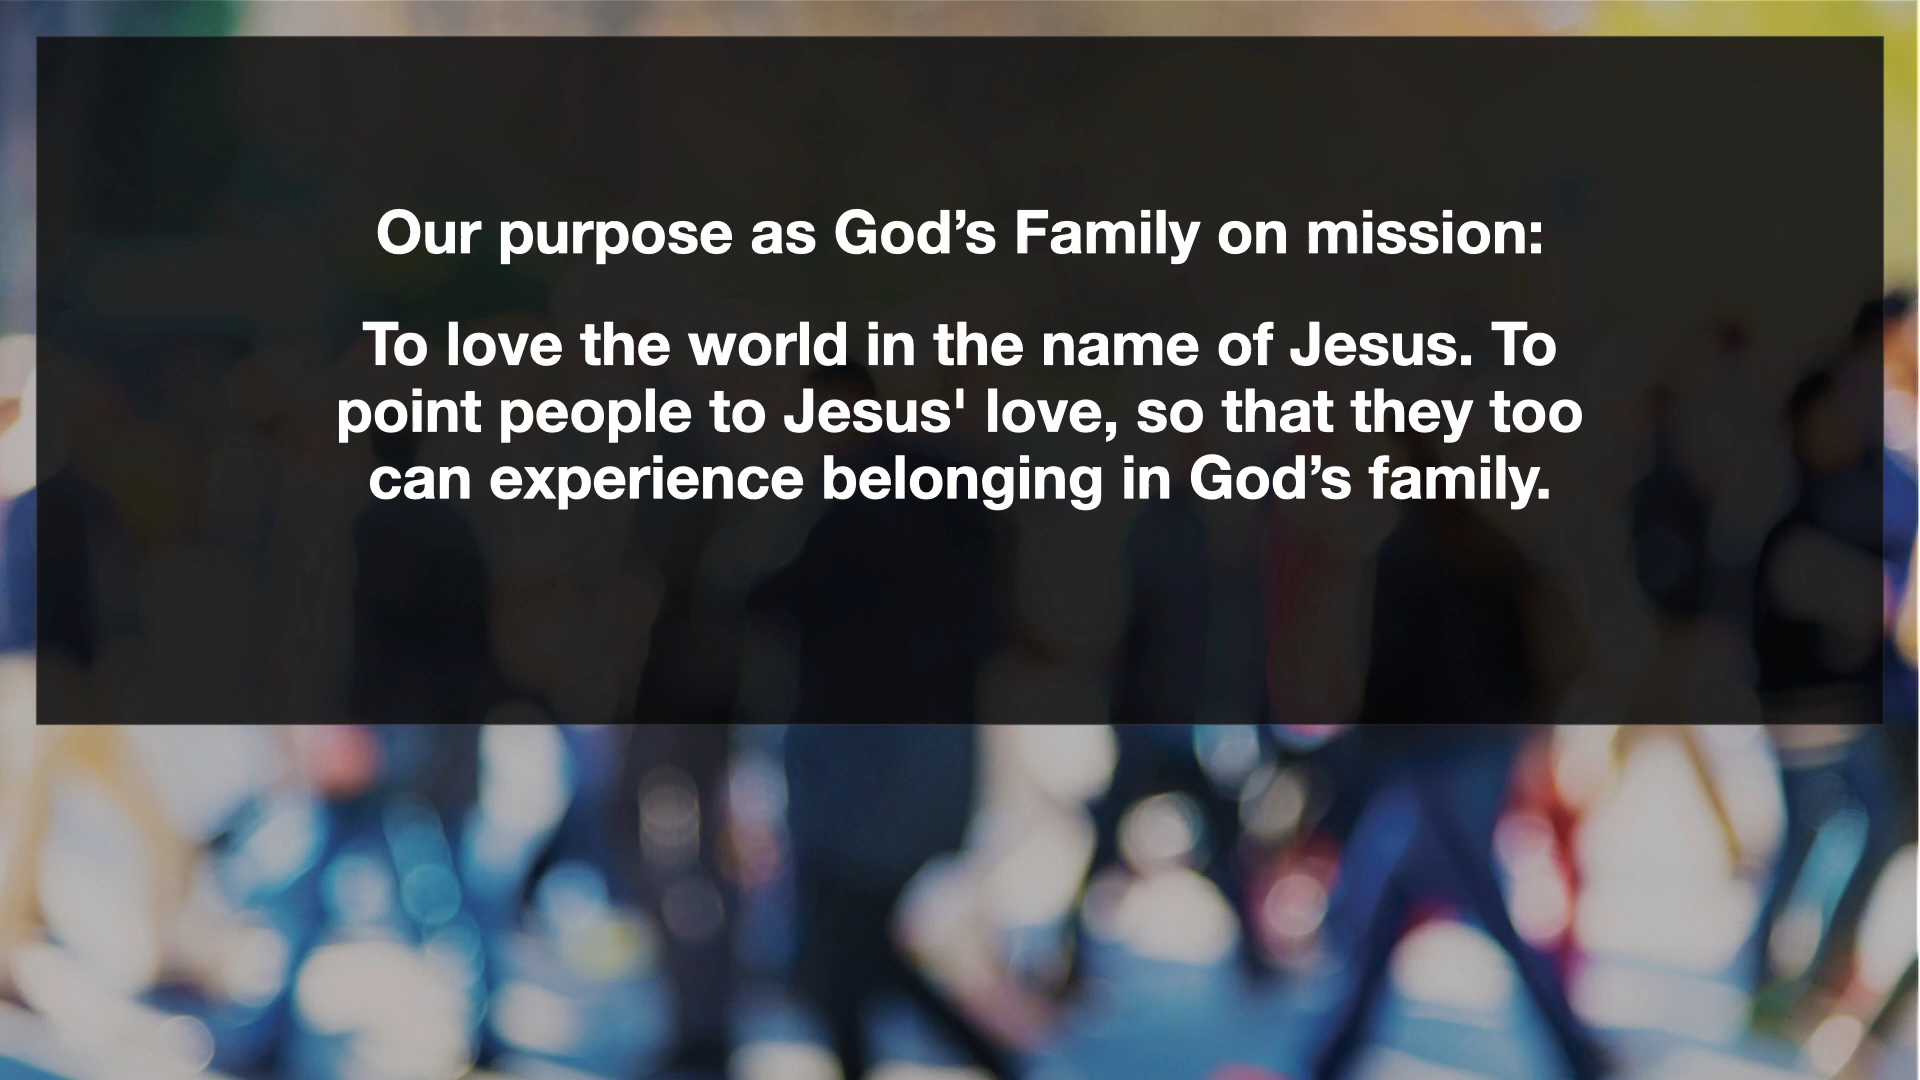 Our purpose as God’s Family on mission:
To love the world in the name of Jesus. To
point people to Jesus' love, so that they too
can experience belonging in God’s family.